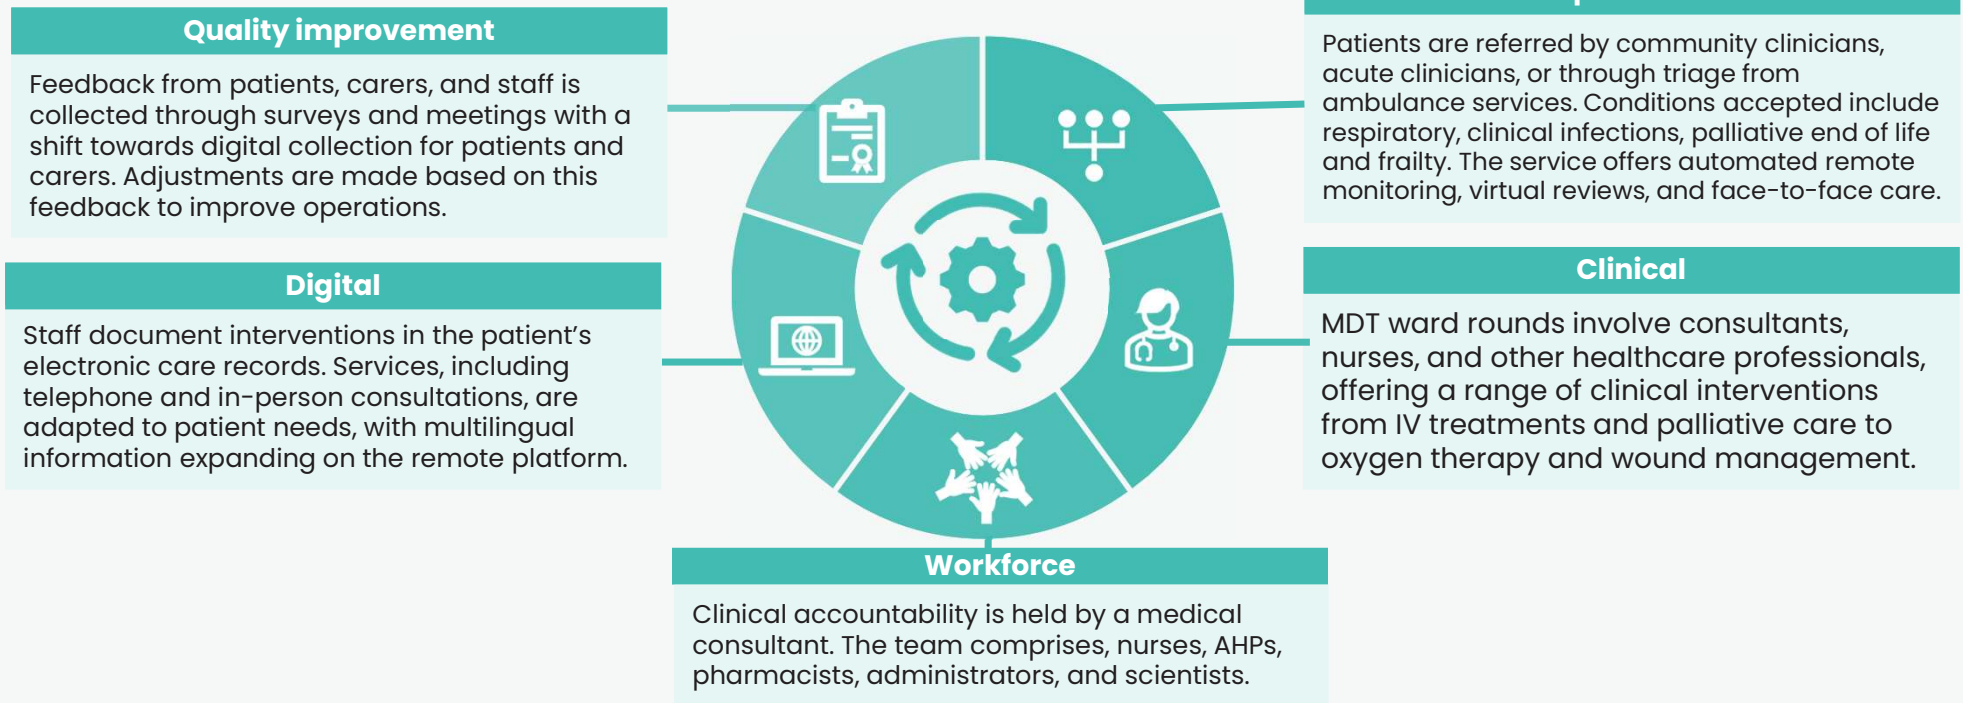 Quality improvement
Feedback from patients, carers, and staff is
collected through surveys and meetings with a
shift towards digital collection for patients and
carers. Adjustments are made based on this
feedback to improve operations.
Digital
Staff document interventions in the patient’s
electronic care records. Services, including
telephone and in-person consultations, are
adapted to patient needs, with multilingual
information expanding on the remote platform.
Patients are referred by community clinicians,
acute clinicians, or through triage from
ambulance services. Conditions accepted include
respiratory, clinical infections, palliative end of life
and frailty. The service offers automated remote
monitoring, virtual reviews, and face-to-face care.
Clinical
MDT ward rounds involve consultants,
nurses, and other healthcare professionals,
offering a range of clinical interventions
from IV treatments and palliative care to
oxygen therapy and wound management.
Workforce
Clinical accountability is held by a medical
consultant. The team comprises, nurses, AHPs,
pharmacists, administrators, and scientists.